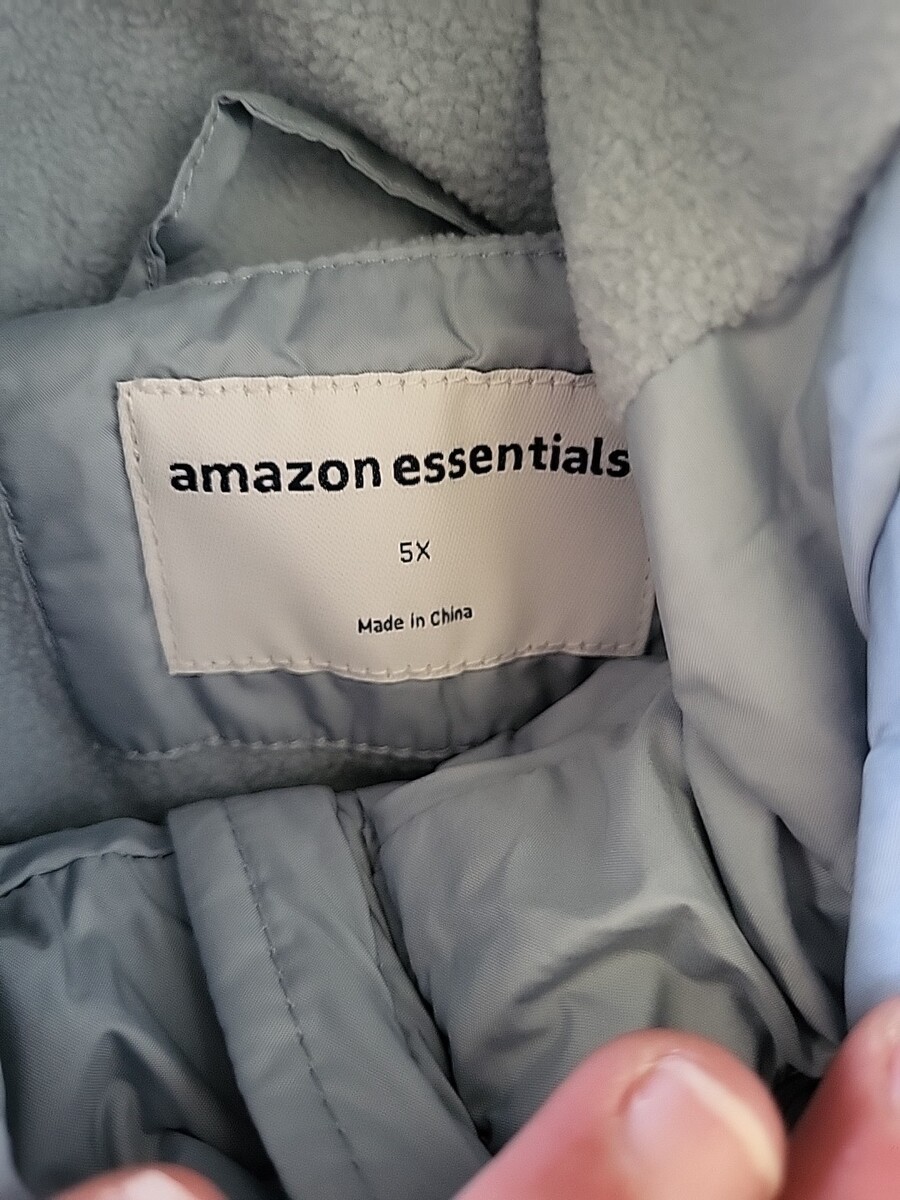 amazon essentials
5X
Made in China